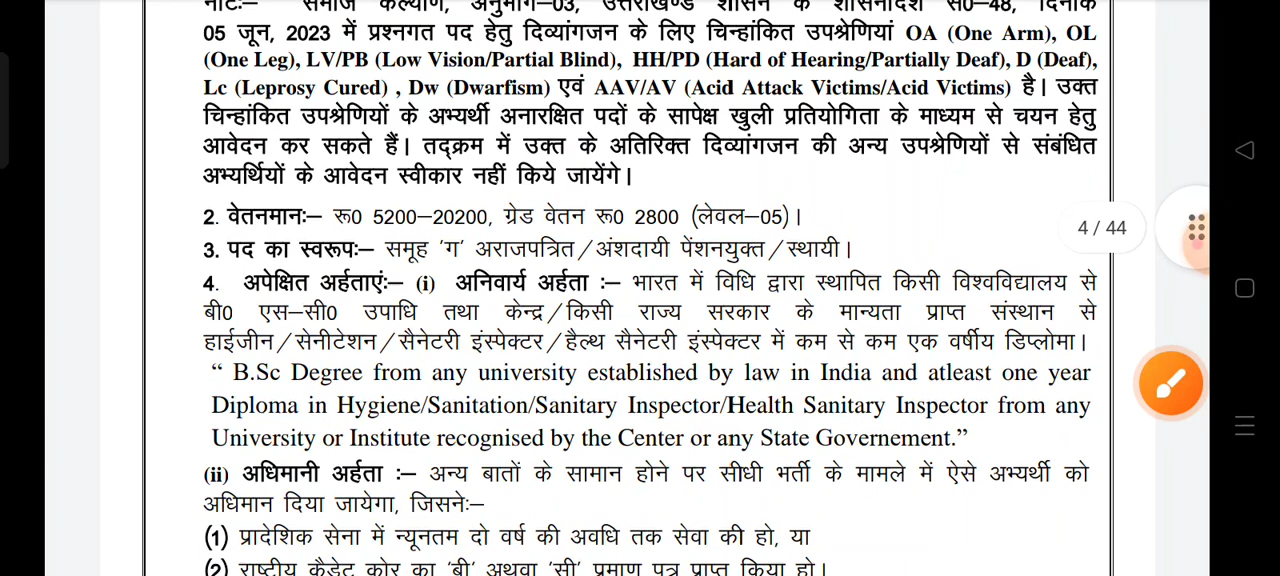 नोटः– समाज कल्याण, अनुभाग–03, उत्तराखण्ड शासन के शासनादेश सं0–48, दिनांक
05 जून, 2023 में प्रश्नगत पद हेतु दिव्यांगजन के लिए चिन्हांकित उपश्रेणियां OA (One Arm), OL
(One Leg), LV/PB (Low Vision/Partial Blind), HH/PD (Hard of Hearing/Partially Deaf), D (Deaf),
Lc (Leprosy Cured) , Dw (Dwarfism) एवं AAV/AV (Acid Attack Victims/Acid Victims) है। उक्त
चिन्हांकित उपश्रेणियों के अभ्यर्थी अनारक्षित पदों के सापेक्ष खुली प्रतियोगिता के माध्यम से चयन हेतु
आवेदन कर सकते हैं। तद्क्रम में उक्त के अतिरिक्त दिव्यांगजन की अन्य उपश्रेणियों से संबंधित
अभ्यर्थियों के आवेदन स्वीकार नहीं किये जायेंगे।
2. वेतनमानः– रू0 5200–20200, ग्रेड वेतन रू0 2800 (लेवल–05)।
4 / 44
3. पद का स्वरूपः– समूह 'ग' अराजपत्रित/अंशदायी पेंशनयुक्त/स्थायी।
4. अपेक्षित अर्हताएंः– (i) अनिवार्य अर्हता :– भारत में विधि द्वारा स्थापित किसी विश्वविद्यालय से
बी0 एस–सी0 उपाधि तथा केन्द्र/किसी राज्य सरकार के मान्यता प्राप्त संस्थान से
हाईजीन/सेनीटेशन/सैनेटरी इंस्पेक्टर/हैल्थ सैनेटरी इंस्पेक्टर में कम से कम एक वर्षीय डिप्लोमा।
“ B.Sc Degree from any university established by law in India and atleast one year
Diploma in Hygiene/Sanitation/Sanitary Inspector/Health Sanitary Inspector from any
University or Institute recognised by the Center or any State Governement.”
(ii) अधिमानी अर्हता :– अन्य बातों के सामान होने पर सीधी भर्ती के मामले में ऐसे अभ्यर्थी को
अधिमान दिया जायेगा, जिसनेः–
(1) प्रादेशिक सेना में न्यूनतम दो वर्ष की अवधि तक सेवा की हो, या
(2) राष्ट्रीय कैडेट कोर का 'बी' अथवा 'सी' प्रमाण पत्र प्राप्त किया हो।